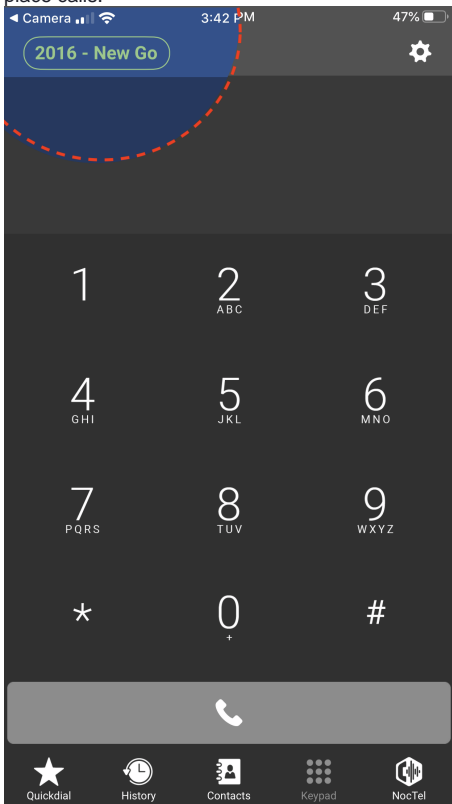 place calls.
Camera 3:42 PM 47%
2016 - New Go
1 2 3
ABC DEF
4 5 6
GHI JKL MNO
7 8 9
PQRS TUV WXYZ
* 0 #
+
Quickdial History Contacts Keypad NocTel